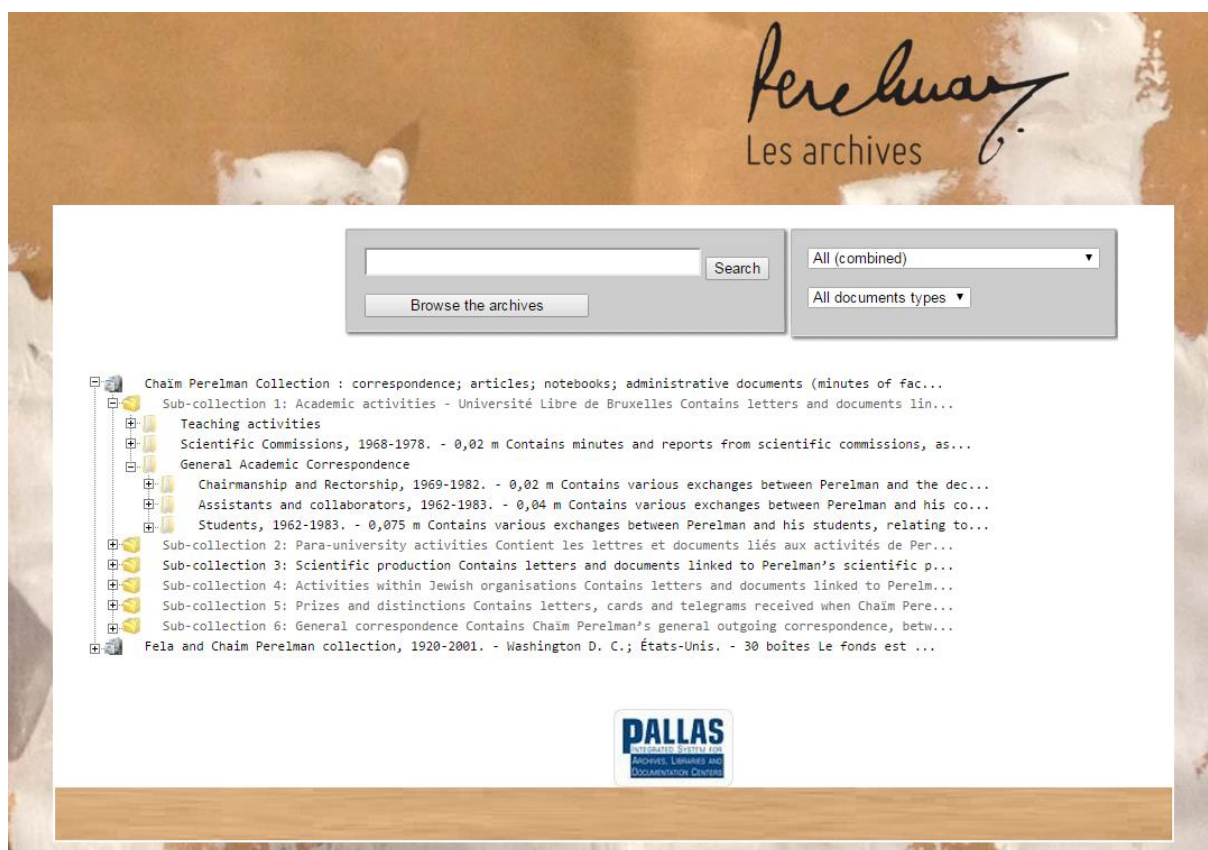 Perelman
Les archives
Search
All (combined)
Browse the archives
All documents types
Chaïm Perelman Collection : correspondence; articles; notebooks; administrative documents (minutes of fac...
Sub-collection 1: Academic activities - Université Libre de Bruxelles Contains letters and documents lin...
Teaching activities
Scientific Commissions, 1968-1978. - 0,02 m Contains minutes and reports from scientific commissions, as...
General Academic Correspondence
Chairmanship and Rectorship, 1969-1982. - 0,02 m Contains various exchanges between Perelman and the dec...
Assistants and collaborators, 1962-1983. - 0,04 m Contains various exchanges between Perelman and his co...
Students, 1962-1983. - 0,075 m Contains various exchanges between Perelman and his students, relating to...
Sub-collection 2: Para-university activities Contient les lettres et documents liés aux activités de Per...
Sub-collection 3: Scientific production Contains letters and documents linked to Perelman’s scientific p...
Sub-collection 4: Activities within Jewish organisations Contains letters and documents linked to Perelm...
Sub-collection 5: Prizes and distinctions Contains letters, cards and telegrams received when Chaïm Pere...
Sub-collection 6: General correspondence Contains Chaïm Perelman’s general outgoing correspondence, betw...
Fela and Chaim Perelman collection, 1920-2001. - Washington D. C.; États-Unis. - 30 boîtes Le fonds est ...
PALLAS
INTEGRATED SYSTEM FOR
ARCHIVES, LIBRARIES AND
DOCUMENTATION CENTERS